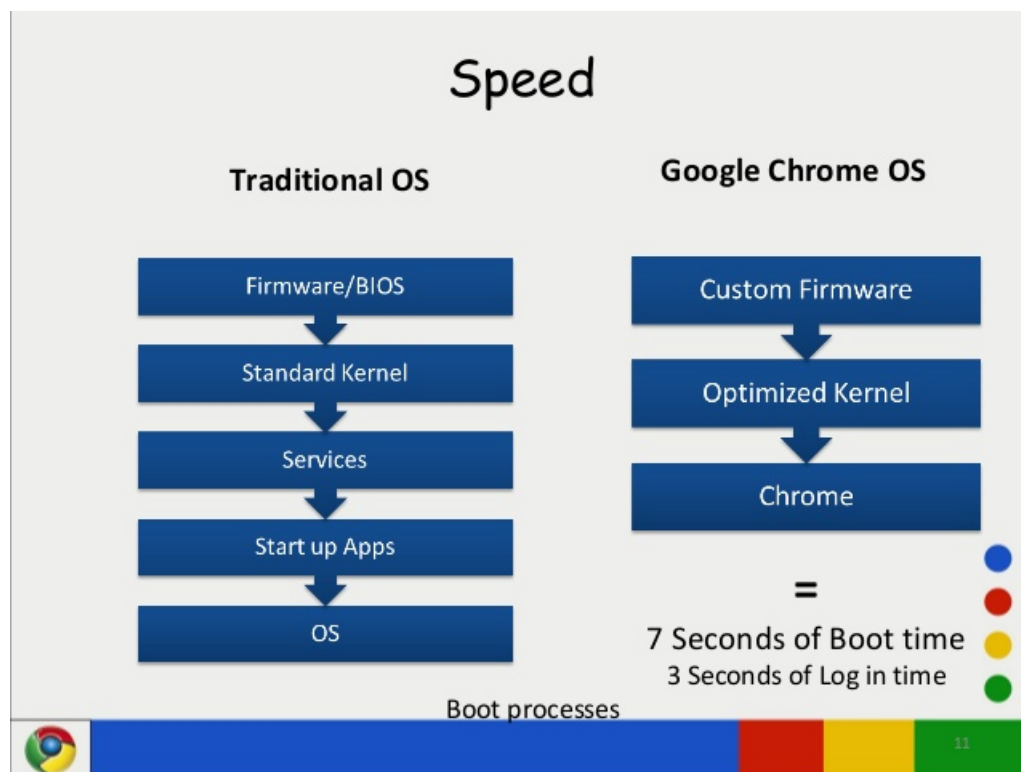 Speed
Traditional OS
Firmware/BIOS
Standard Kernel
Services
Start up Apps
OS
Google Chrome OS
Custom Firmware
Optimized Kernel
Chrome
=
7 Seconds of Boot time
3 Seconds of Log in time
Boot processes
11